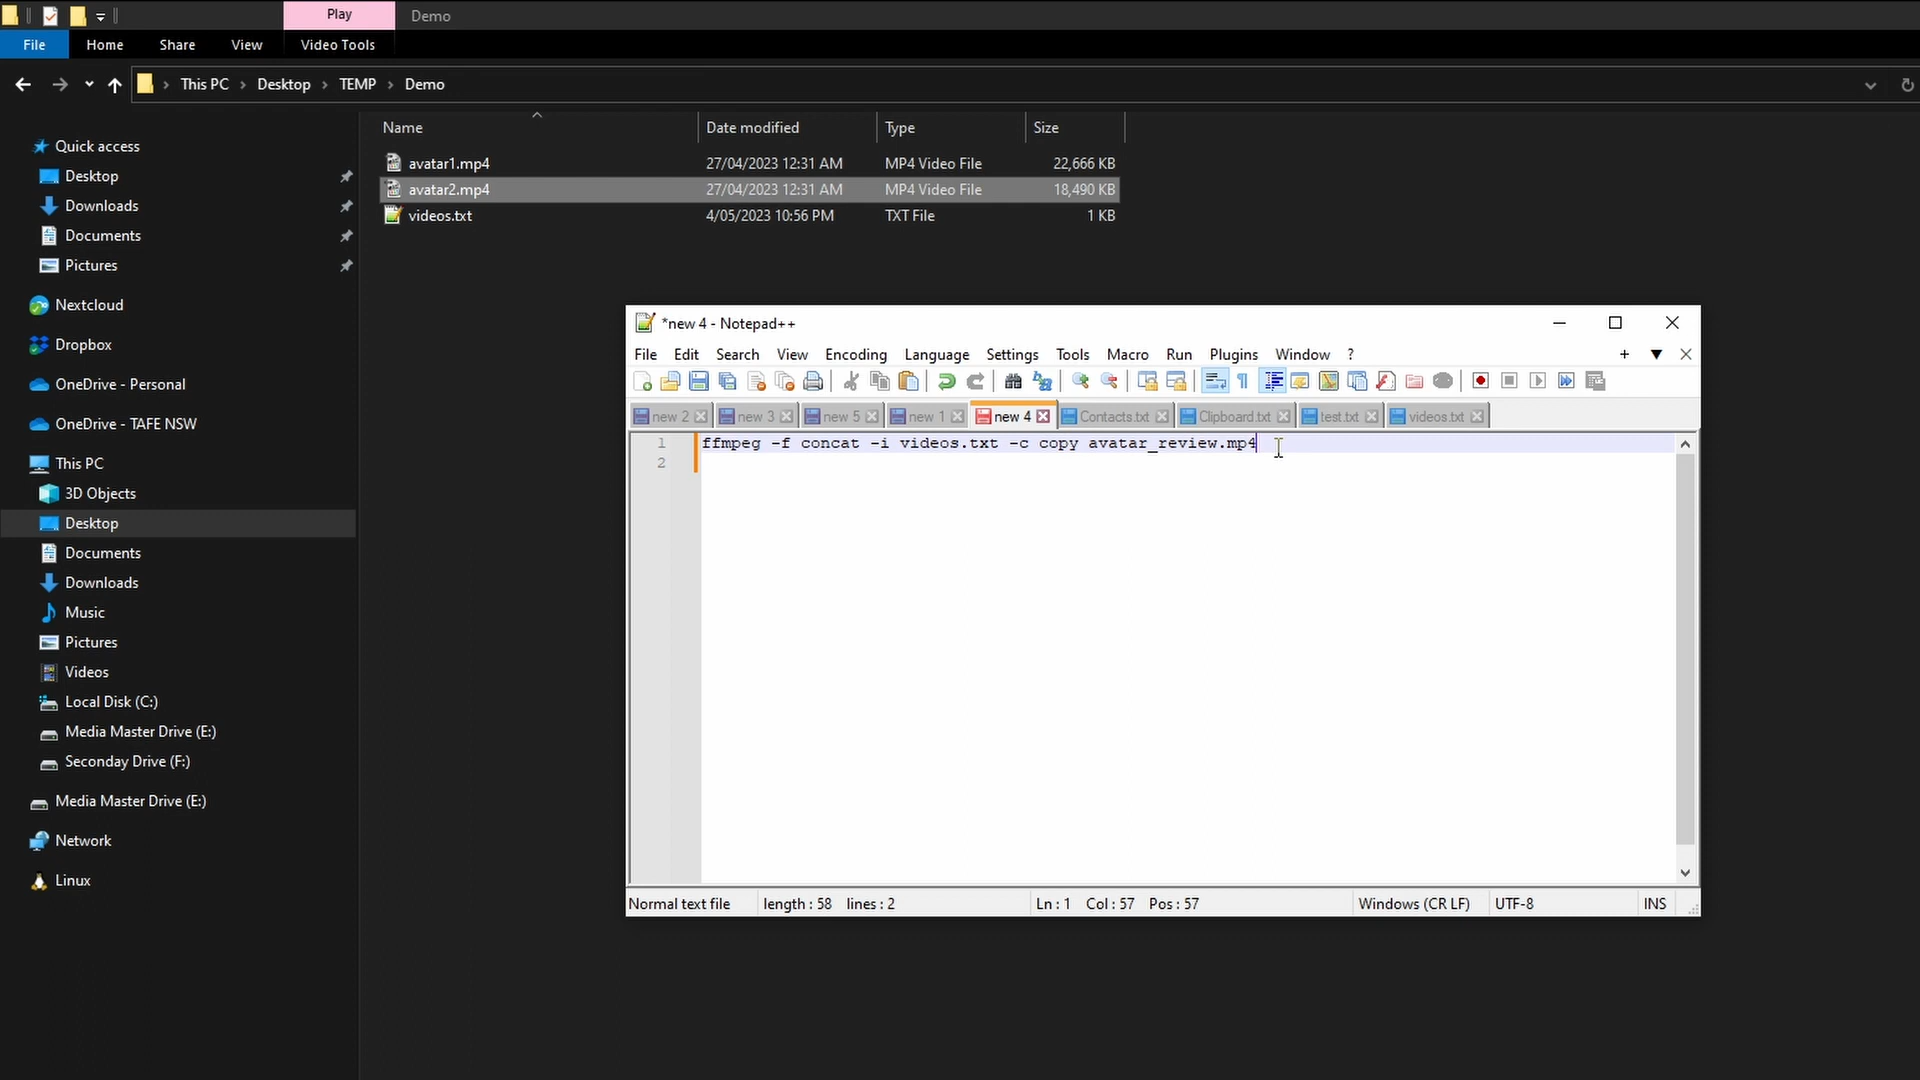 Play
Demo
File Home Share View Video Tools
This PC › Desktop › TEMP › Demo
Name Date modified Type Size
Quick access
Desktop
Downloads
Documents
Pictures
Nextcloud
Dropbox
OneDrive - Personal
OneDrive - TAFE NSW
This PC
3D Objects
Desktop
Documents
Downloads
Music
Pictures
Videos
Local Disk (C:)
Media Master Drive (E:)
Seconday Drive (F:)
Media Master Drive (E:)
Network
Linux
avatar1.mp4 27/04/2023 12:31 AM MP4 Video File 22,666 KB
avatar2.mp4 27/04/2023 12:31 AM MP4 Video File 18,490 KB
videos.txt 4/05/2023 10:56 PM TXT File 1 KB
*new 4 - Notepad++
File Edit Search View Encoding Language Settings Tools Macro Run Plugins Window ?
new 2 new 3 new 5 new 1 new 4 Contacts.txt Clipboard.txt test.txt videos.txt
1 ffmpeg -f concat -i videos.txt -c copy avatar_review.mp4
2
Normal text file length : 58 lines : 2 Ln : 1 Col : 57 Pos : 57 Windows (CR LF) UTF-8 INS